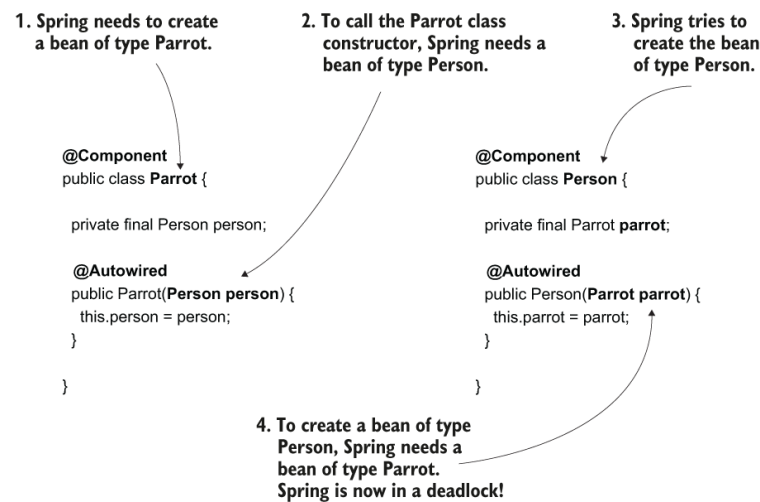 1. Spring needs to create
a bean of type Parrot.
2. To call the Parrot class
constructor, Spring needs a
bean of type Person.
3. Spring tries to
create the bean
of type Person.
@Component
public class Parrot {
private final Person person;
@Autowired
public Parrot(Person person) {
this.person = person;
}
}
@Component
public class Person {
private final Parrot parrot;
@Autowired
public Person(Parrot parrot) {
this.parrot = parrot;
}
}
4. To create a bean of type
Person, Spring needs a
bean of type Parrot.
Spring is now in a deadlock!